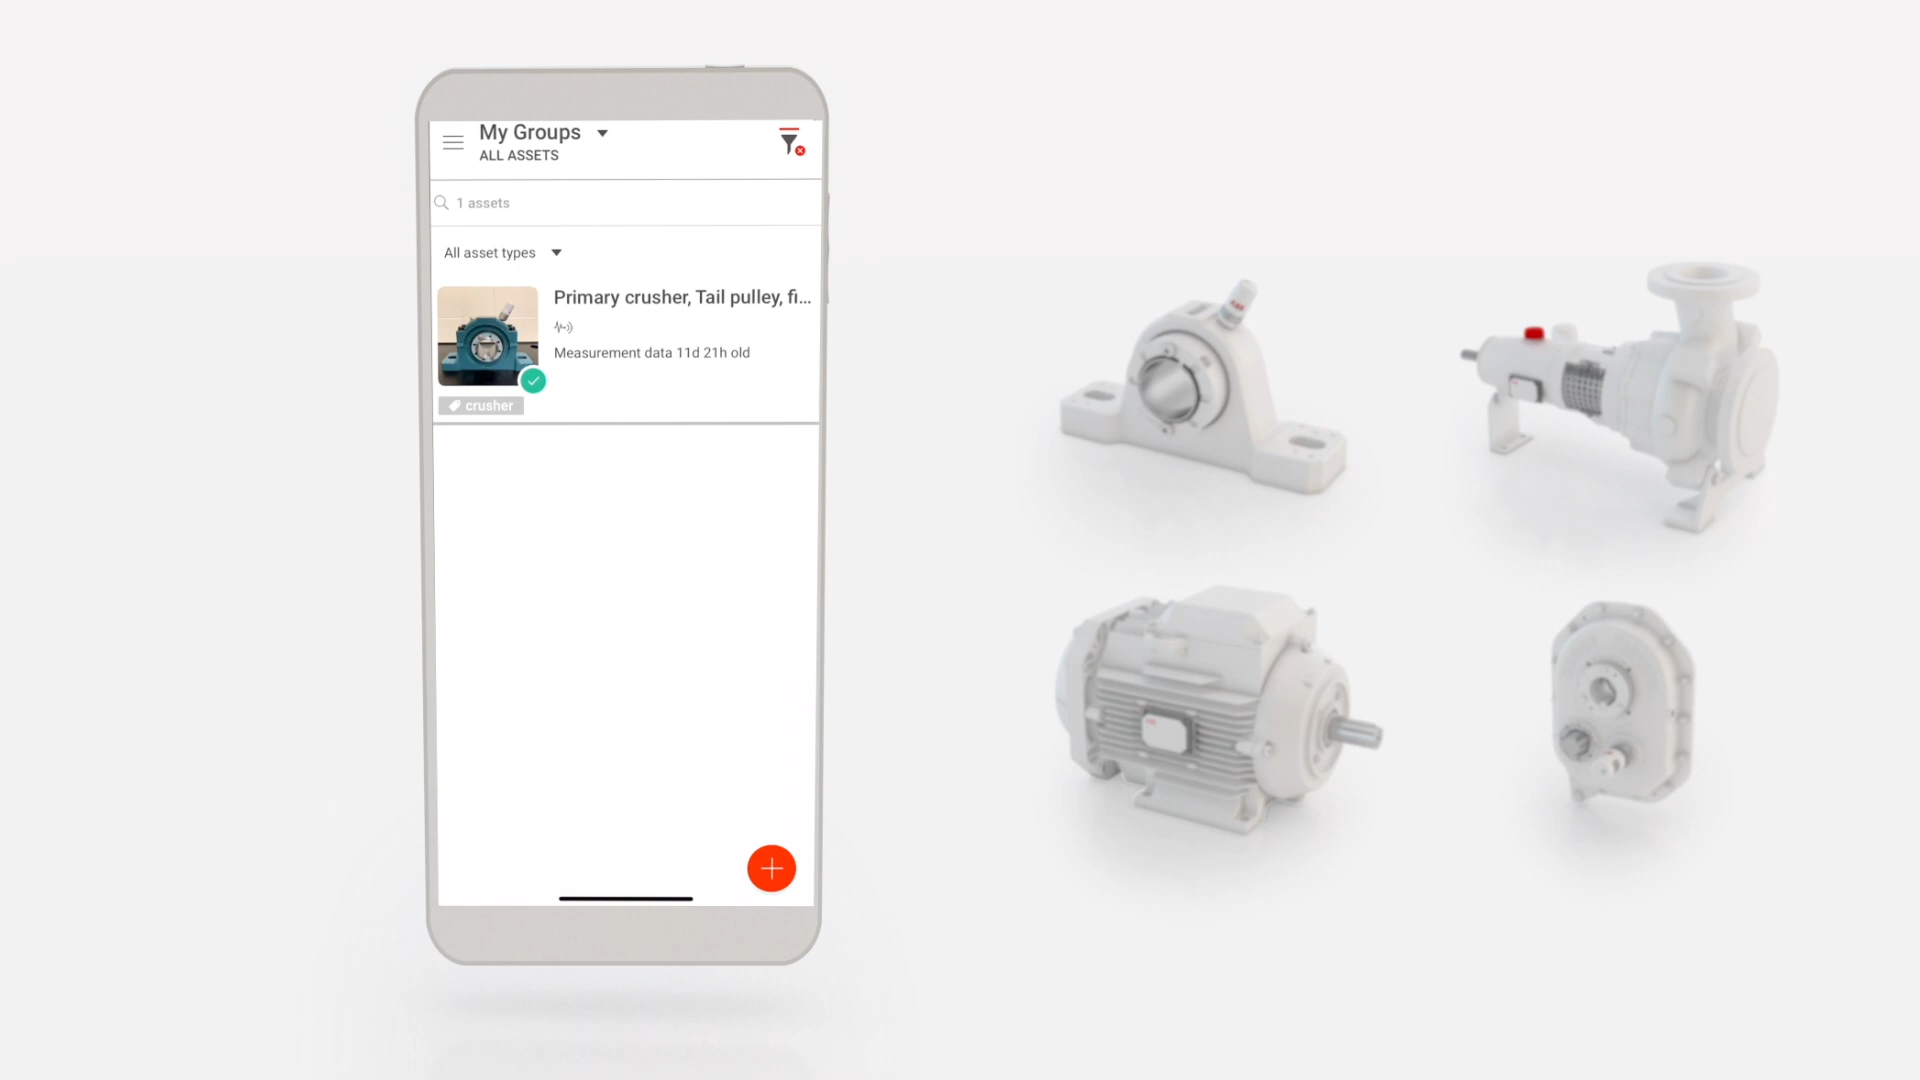 My Groups
ALL ASSETS
1 assets
All asset types
Primary crusher, Tail pulley, fi...
Measurement data 11d 21h old
crusher